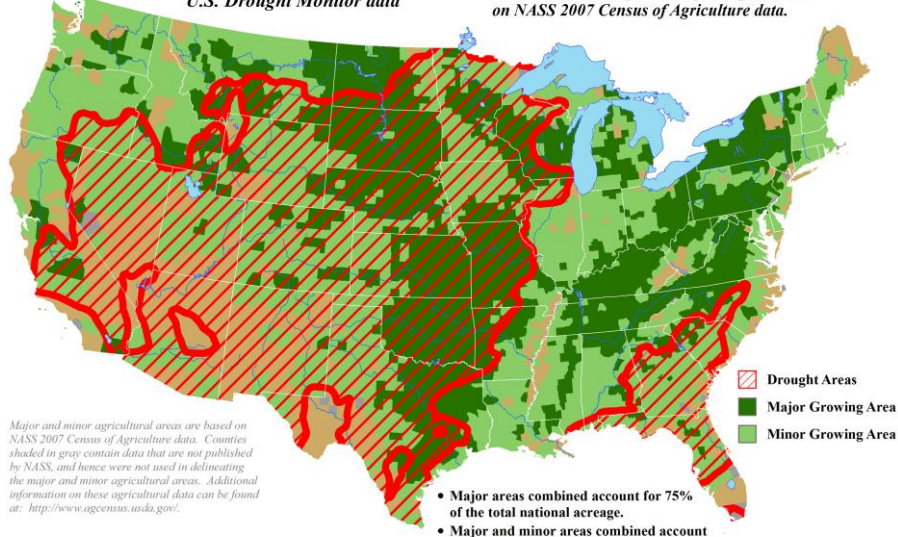 U.S. Drought Monitor data
on NASS 2007 Census of Agriculture data.
Drought Areas
Major Growing Area
Minor Growing Area
Major and minor agricultural areas are based on
NASS 2007 Census of Agriculture data. Counties
shaded in gray contain data that are not published
by NASS, and hence were not used in delineating
the major and minor agricultural areas. Additional
information on these agricultural data can be found
at: http://www.agcensus.usda.gov/.
• Major areas combined account for 75%
of the total national acreage.
• Major and minor areas combined account